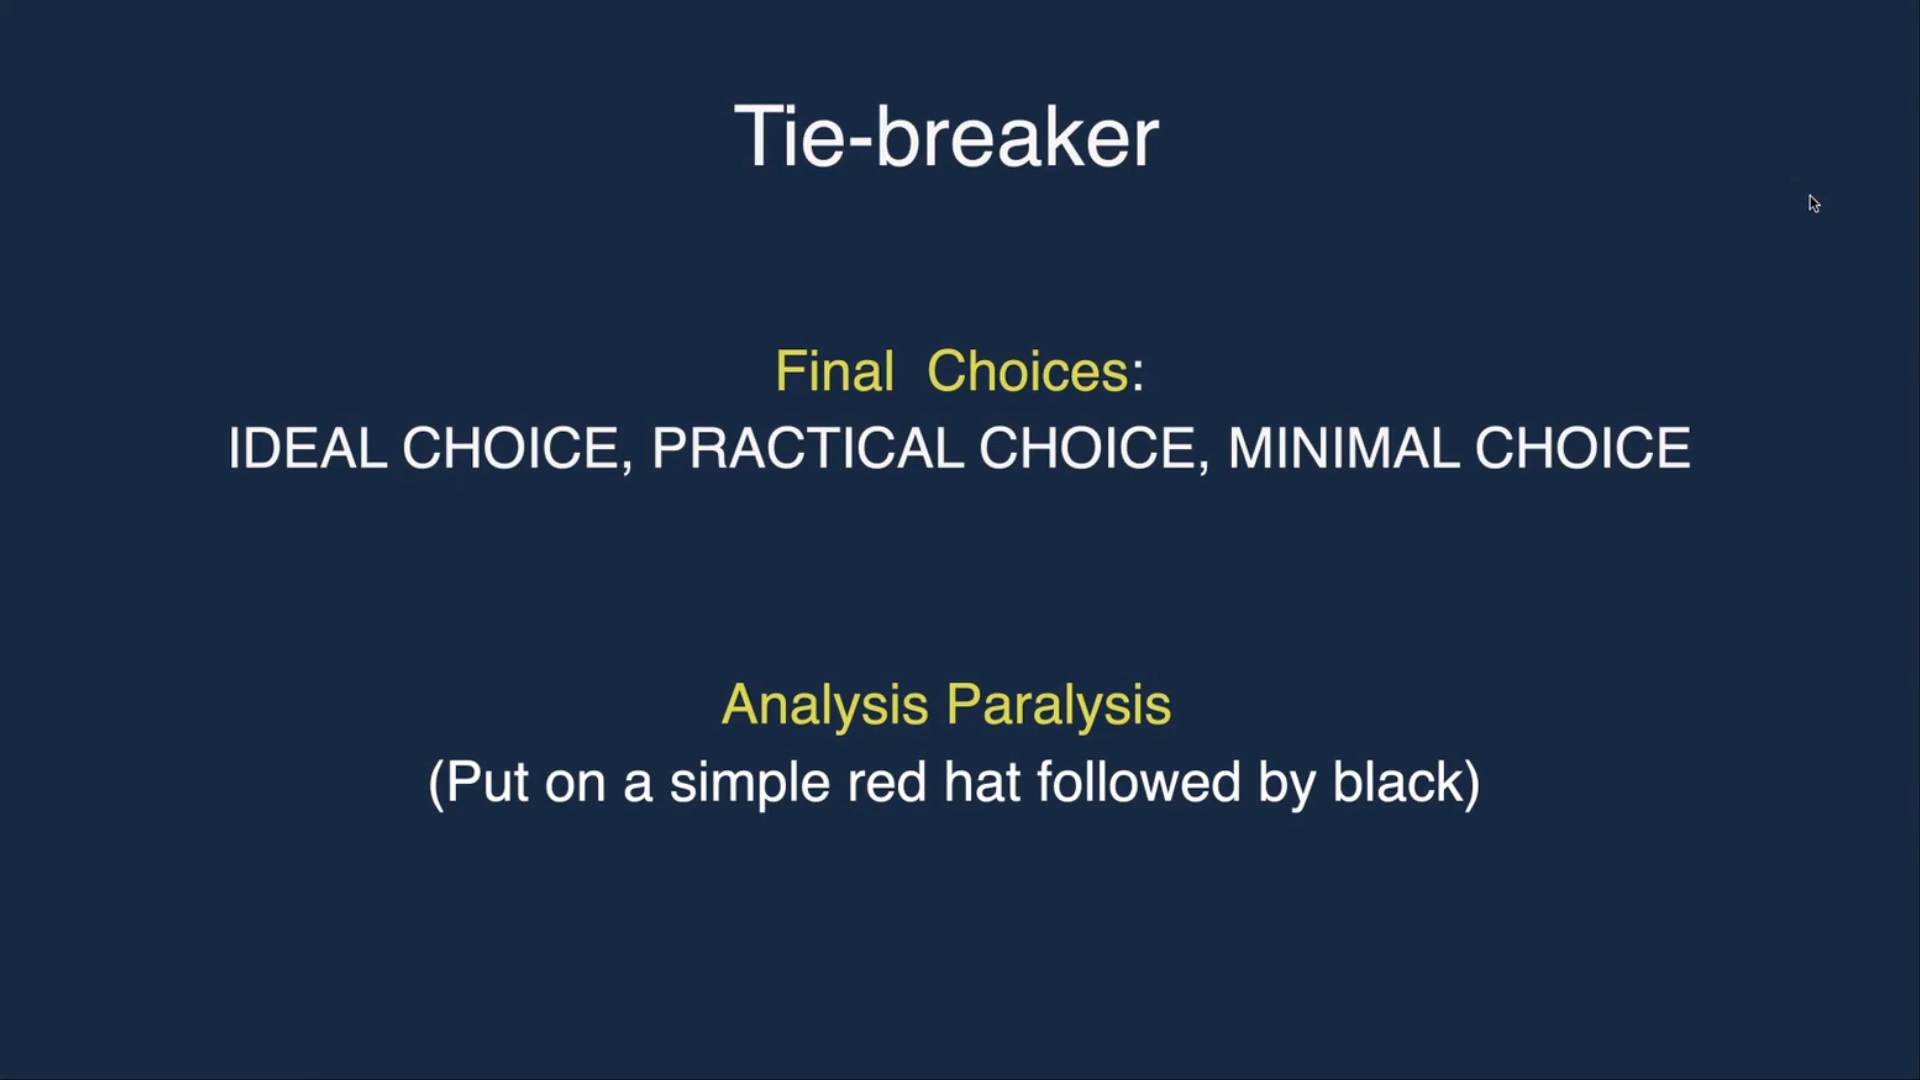 Tie-breaker
Final Choices:
IDEAL CHOICE, PRACTICAL CHOICE, MINIMAL CHOICE
Analysis Paralysis
(Put on a simple red hat followed by black)